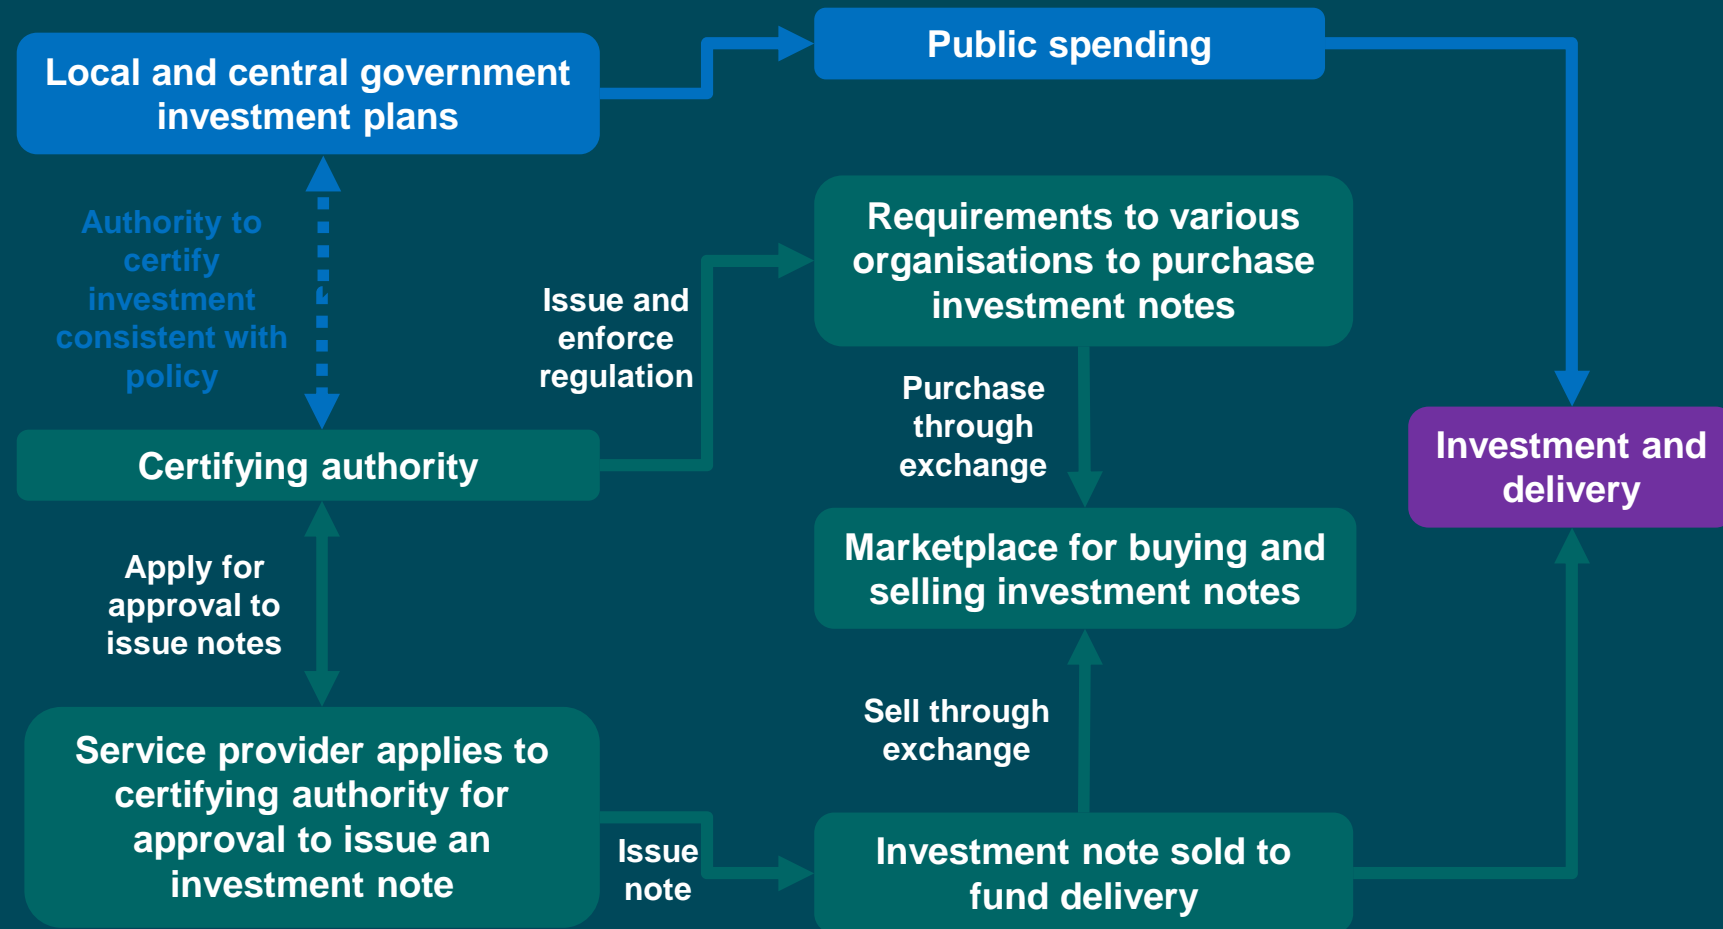 Local and central government
investment plans
Public spending
Authority to
certify
investment
consistent with
policy
Issue and
enforce
regulation
Requirements to various
organisations to purchase
investment notes
Purchase
through
exchange
Certifying authority
Investment and
delivery
Apply for
approval to
issue notes
Marketplace for buying and
selling investment notes
Sell through
exchange
Service provider applies to
certifying authority for
approval to issue an
investment note
Issue
note
Investment note sold to
fund delivery